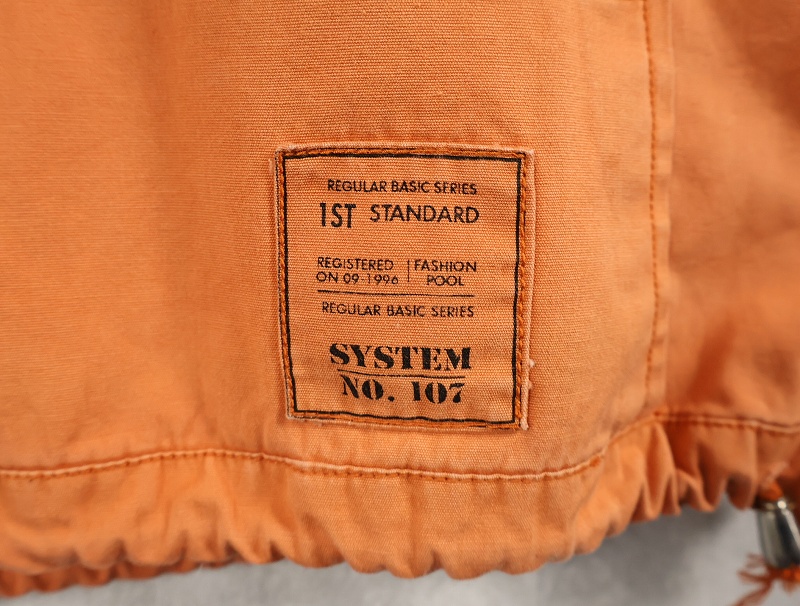 REGULAR BASIC SERIES
1ST STANDARD
REGISTERED | FASHION
ON 09 1996 | POOL
REGULAR BASIC SERIES
SYSTEM
NO. 107